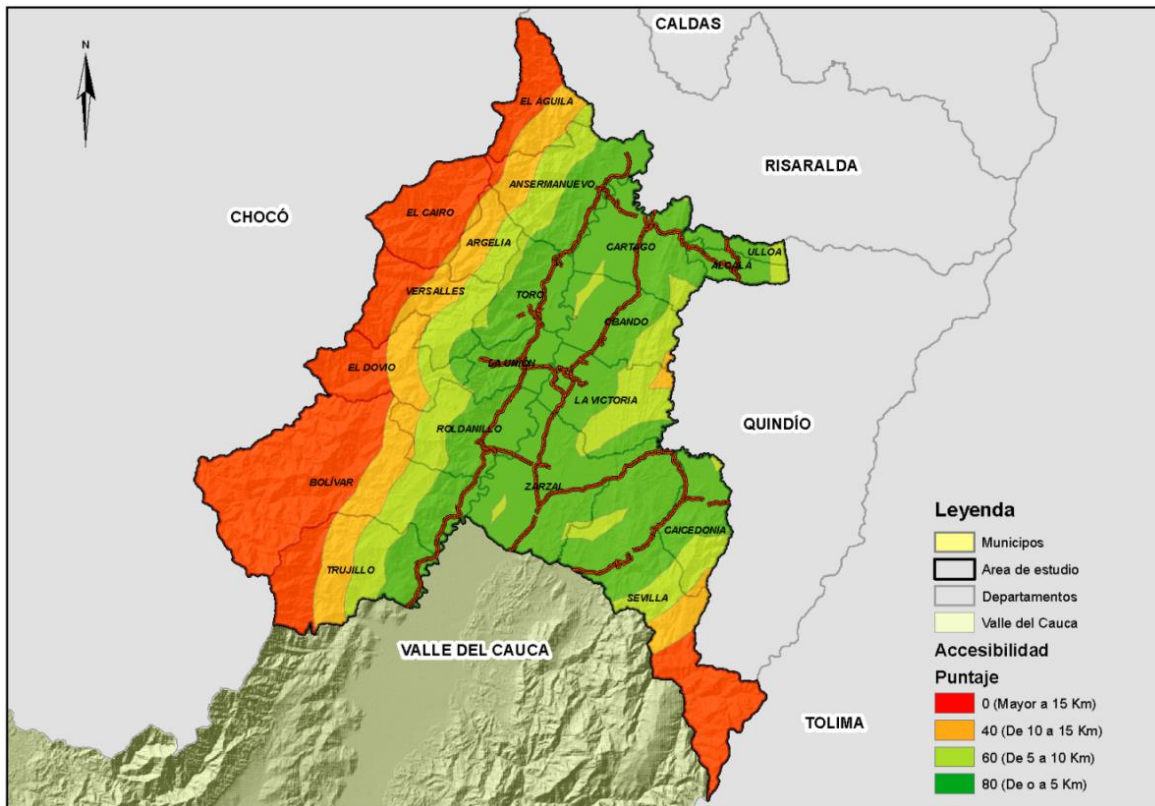 CALDAS
N
EL ÁGUILA
RISARALDA
ANSERMANUEVO
CHOCÓ
EL CAIRO
CARTAGO
ARGELIA
ULLOA
ALCALÁ
VERSALLES
TORO
OBANDO
LA UNIÓN
EL DOVIO
LA VICTORIA
QUINDÍO
ROLDANILLO
BOLÍVAR
ZARZAL
CAICEDONIA
TRUJILLO
SEVILLA
VALLE DEL CAUCA
TOLIMA
Leyenda
Municipos
Area de estudio
Departamentos
Valle del Cauca
Accesibilidad
Puntaje
0 (Mayor a 15 Km)
40 (De 10 a 15 Km)
60 (De 5 a 10 Km)
80 (De o a 5 Km)